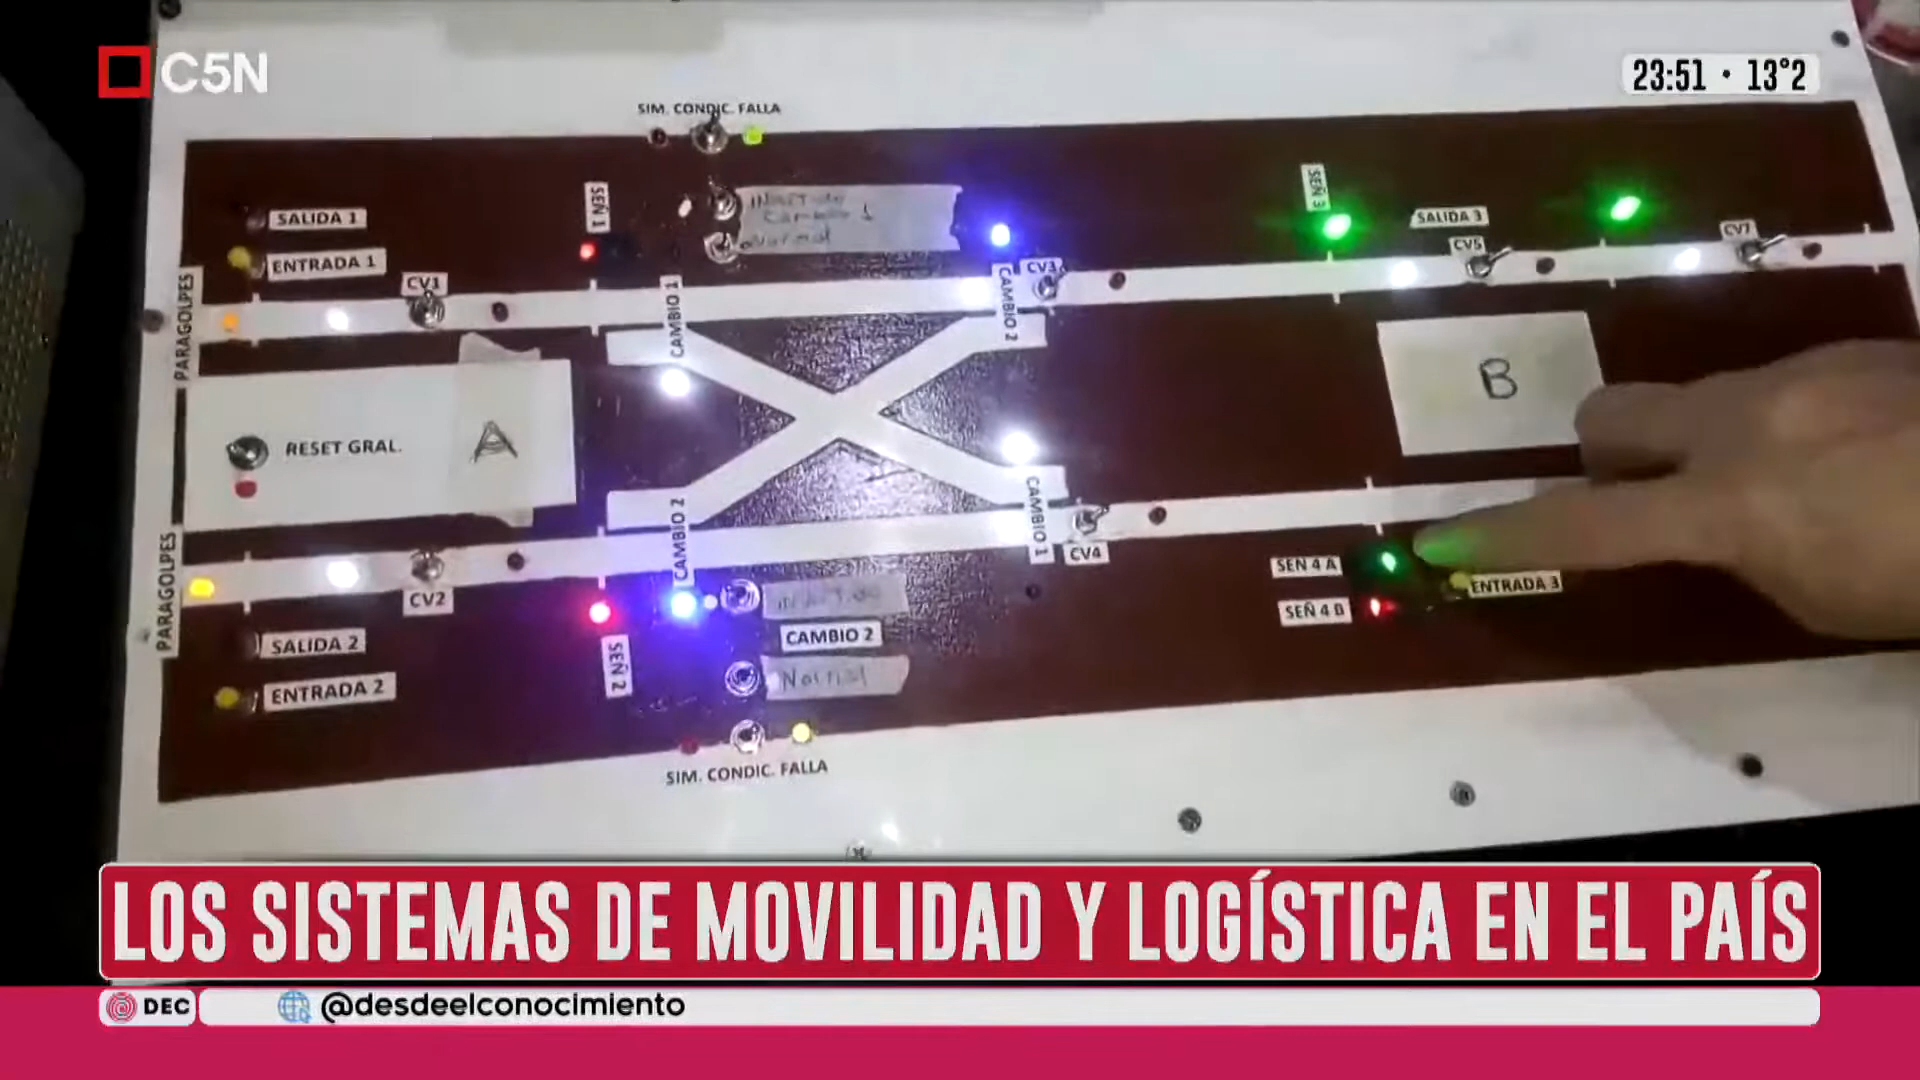 C5N
23:51 • 13°2
SIM. CONDIC. FALLA
SALIDA 1
ENTRADA 1
SEÑ 1
Cambio 1
Normal
SEÑ 3
SALIDA 3
CV1
CV3
CV5
CV7
PARAGOLPES
CAMBIO 1
CAMBIO 2
RESET GRAL.
A
B
PARAGOLPES
CAMBIO 2
CAMBIO 1
CV2
CV4
SEÑ 4 A
ENTRADA 3
SEÑ 4 B
SALIDA 2
ENTRADA 2
SEÑ 2
CAMBIO 2
Normal
SIM. CONDIC. FALLA
LOS SISTEMAS DE MOVILIDAD Y LOGÍSTICA EN EL PAÍS
DEC
@desdeelconocimiento